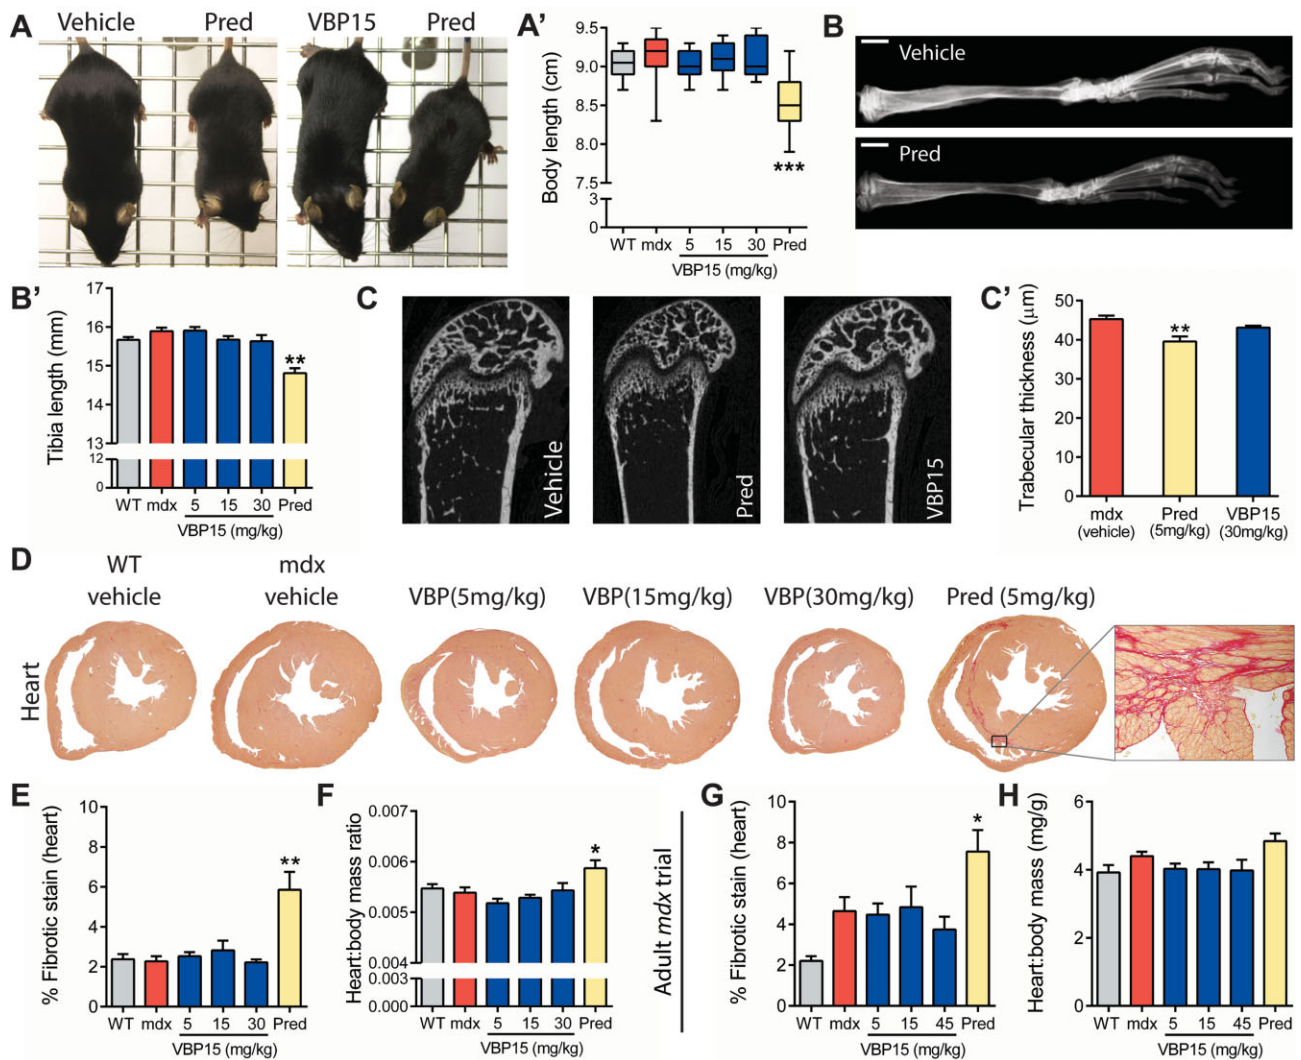 A Vehicle Pred VBP15 Pred
A'
Body length (cm)
9.5
9.0
8.5
8.0
7.5
3
0
***
WT mdx 5 15 30 Pred
VBP15 (mg/kg)
B
Vehicle
Pred
B'
Tibia length (mm)
17
16
15
14
13
12
0
**
WT mdx 5 15 30 Pred
VBP15 (mg/kg)
C
Vehicle
Pred
VBP15
C'
Trabecular thickness (μm)
50
40
30
20
10
0
**
mdx Pred VBP15
(vehicle) (5mg/kg) (30mg/kg)
D
WT mdx
vehicle vehicle VBP(5mg/kg) VBP(15mg/kg) VBP(30mg/kg) Pred (5mg/kg)
Heart
E
% Fibrotic stain (heart)
10
8
6
4
2
0
**
WT mdx 5 15 30 Pred
VBP15 (mg/kg)
F
Heart:body mass ratio
0.007
0.006
0.005
0.004
0.003
0.000
*
WT mdx 5 15 30 Pred
VBP15 (mg/kg)
Adult mdx trial
G
% Fibrotic stain (heart)
10
8
6
4
2
0
*
WT mdx 5 15 45 Pred
VBP15 (mg/kg)
H
Heart:body mass (mg/g)
6
4
2
0
WT mdx 5 15 45 Pred
VBP15 (mg/kg)